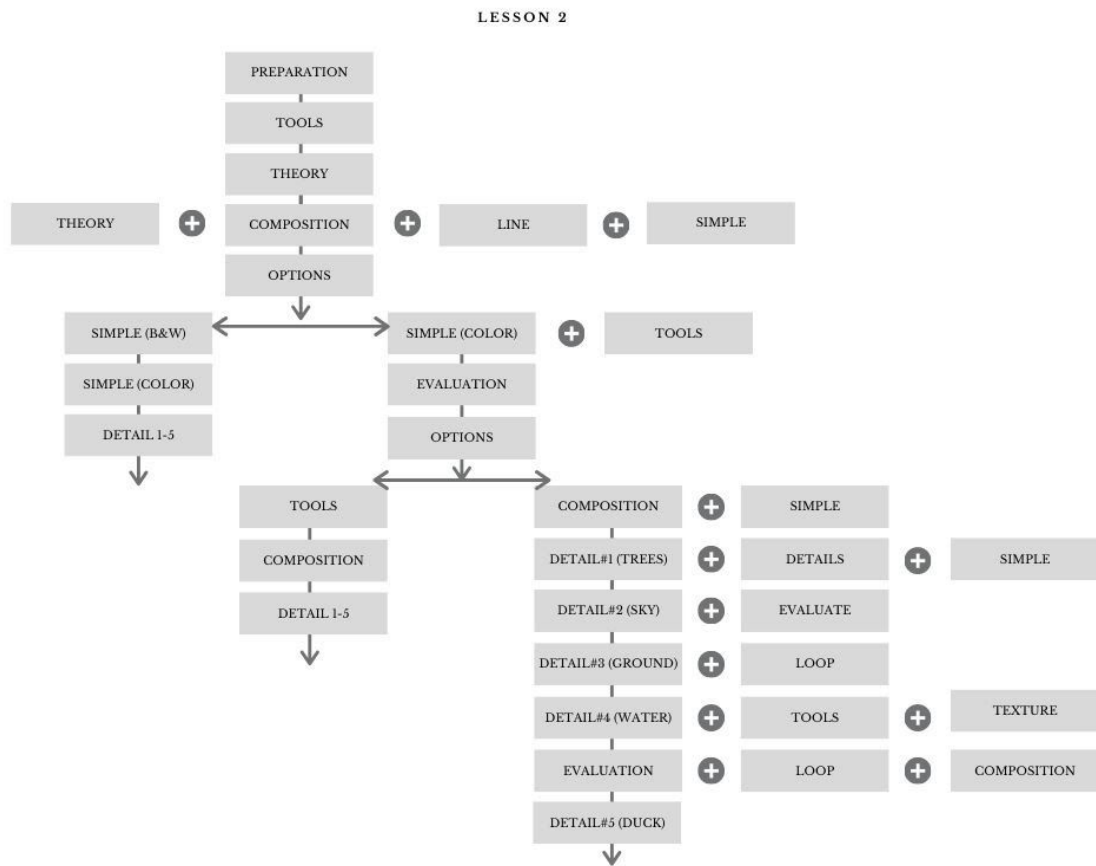 LESSON 2
PREPARATION
TOOLS
THEORY
THEORY
COMPOSITION
LINE
SIMPLE
OPTIONS
SIMPLE (B&W)
SIMPLE (COLOR)
TOOLS
SIMPLE (COLOR)
EVALUATION
DETAIL 1-5
OPTIONS
TOOLS
COMPOSITION
SIMPLE
COMPOSITION
DETAIL#1 (TREES)
DETAILS
SIMPLE
DETAIL 1-5
DETAIL#2 (SKY)
EVALUATE
DETAIL#3 (GROUND)
LOOP
DETAIL#4 (WATER)
TOOLS
TEXTURE
EVALUATION
LOOP
COMPOSITION
DETAIL#5 (DUCK)